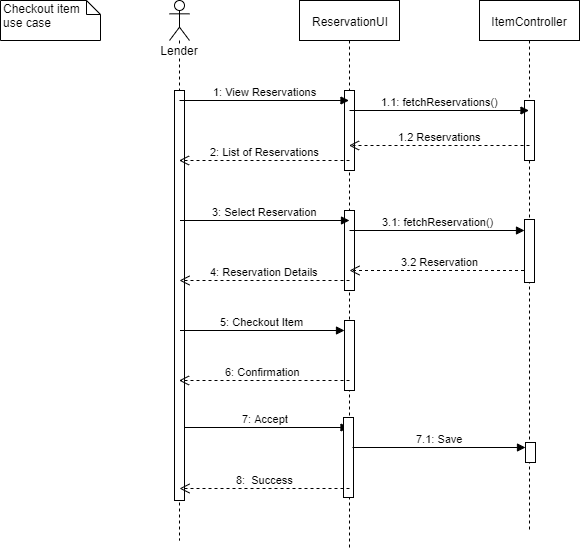 Checkout item
use case
Lender
ReservationUI
ItemController
1: View Reservations
1.1: fetchReservations()
1.2 Reservations
2: List of Reservations
3: Select Reservation
3.1: fetchReservation()
3.2 Reservation
4: Reservation Details
5: Checkout Item
6: Confirmation
7: Accept
7.1: Save
8: Success